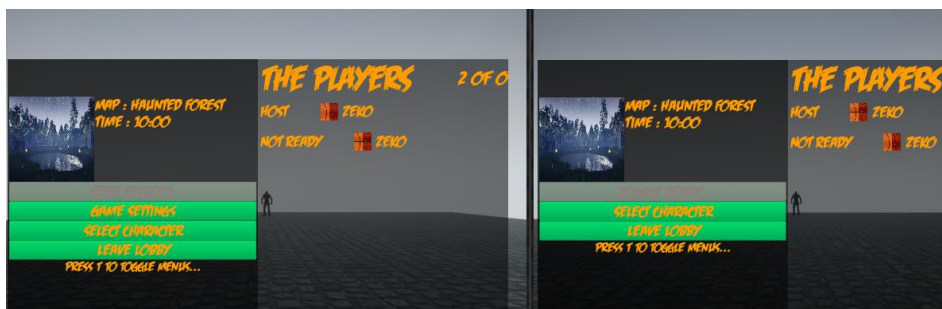 THE PLAYERS
2 OF 0
MAP : HAUNTED FOREST
TIME : 10:00
HOST ZEKO
NOT READY ZEKO
GAME SETTINGS
SELECT CHARACTER
LEAVE LOBBY
PRESS T TO TOGGLE MENUS...
THE PLAYERS
MAP : HAUNTED FOREST
TIME : 10:00
HOST ZEKO
NOT READY ZEKO
SELECT CHARACTER
LEAVE LOBBY
PRESS T TO TOGGLE MENUS...